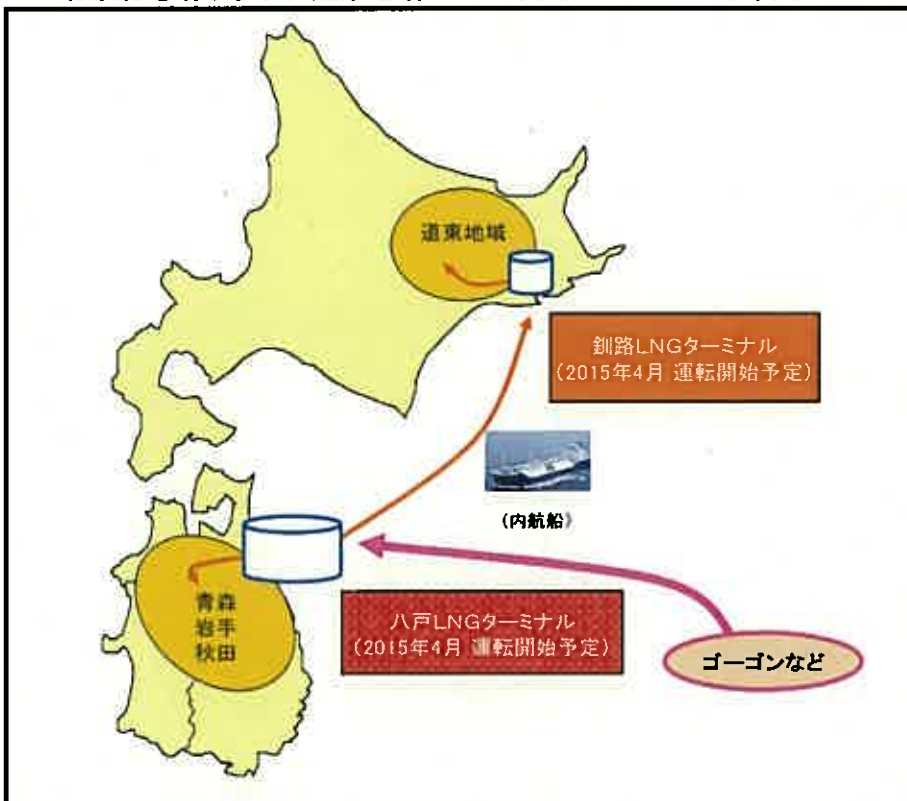 道東地域
釧路LNGターミナル
(2015年4月 運転開始予定)
(内航船)
青森
岩手
秋田
八戸LNGターミナル
(2015年4月 運転開始予定)
ゴーゴンなど